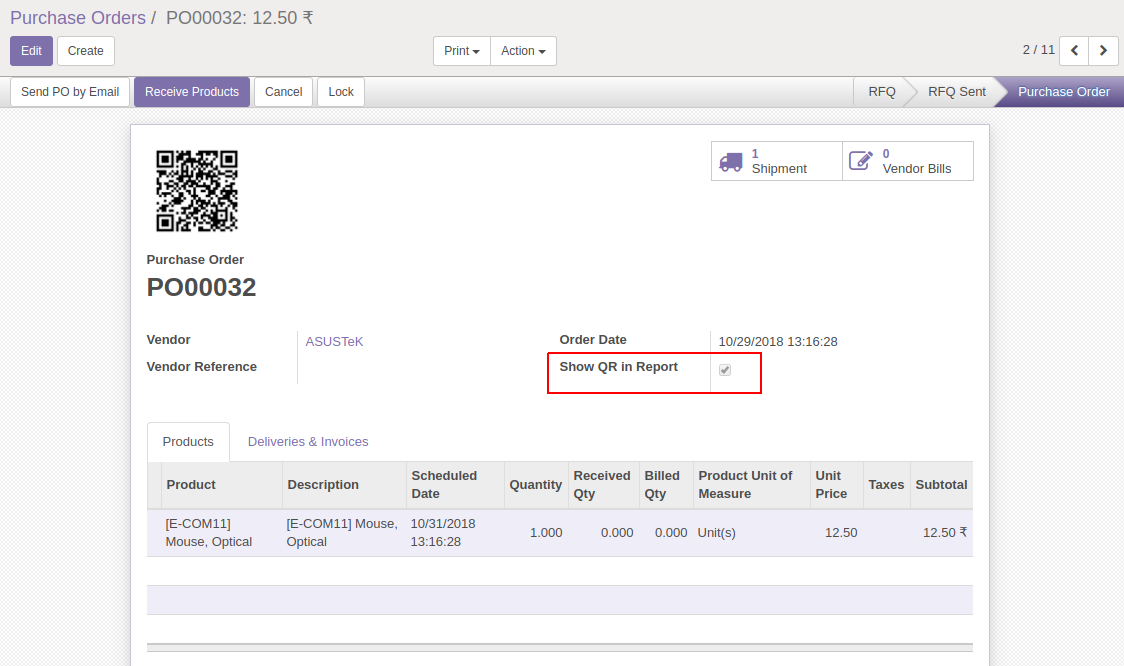 Purchase Orders / PO00032: 12.50 ₹
Edit Create Print Action 2 / 11
Send PO by Email Receive Products Cancel Lock RFQ RFQ Sent Purchase Order
1 Shipment
0 Vendor Bills
Purchase Order
PO00032
Vendor ASUSTeK
Vendor Reference
Order Date 10/29/2018 13:16:28
Show QR in Report
Products Deliveries & Invoices
Product Description Scheduled Date Quantity Received Qty Billed Qty Product Unit of Measure Unit Price Taxes Subtotal
[E-COM11] Mouse, Optical [E-COM11] Mouse, Optical 10/31/2018 13:16:28 1.000 0.000 0.000 Unit(s) 12.50 12.50 ₹